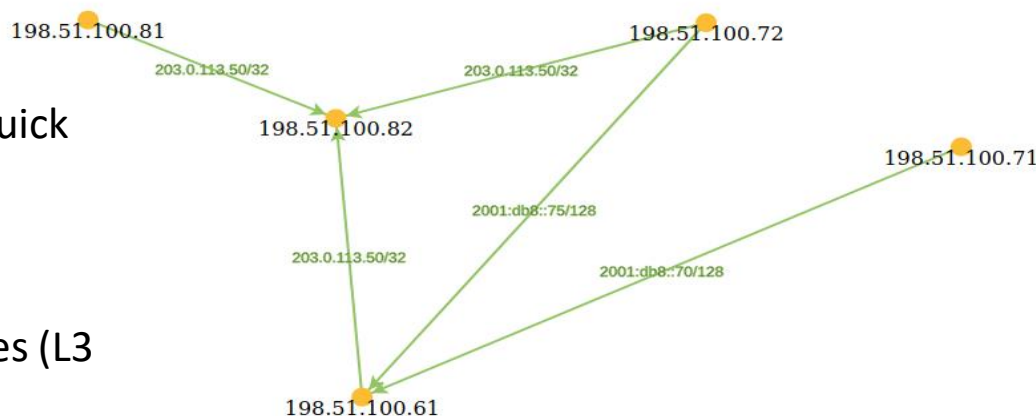 198.51.100.81
198.51.100.72
203.0.113.50/32
203.0.113.50/32
uick
198.51.100.82
198.51.100.71
2001:db8::75/128
203.0.113.50/32
2001:db8::70/128
es (L3
198.51.100.61